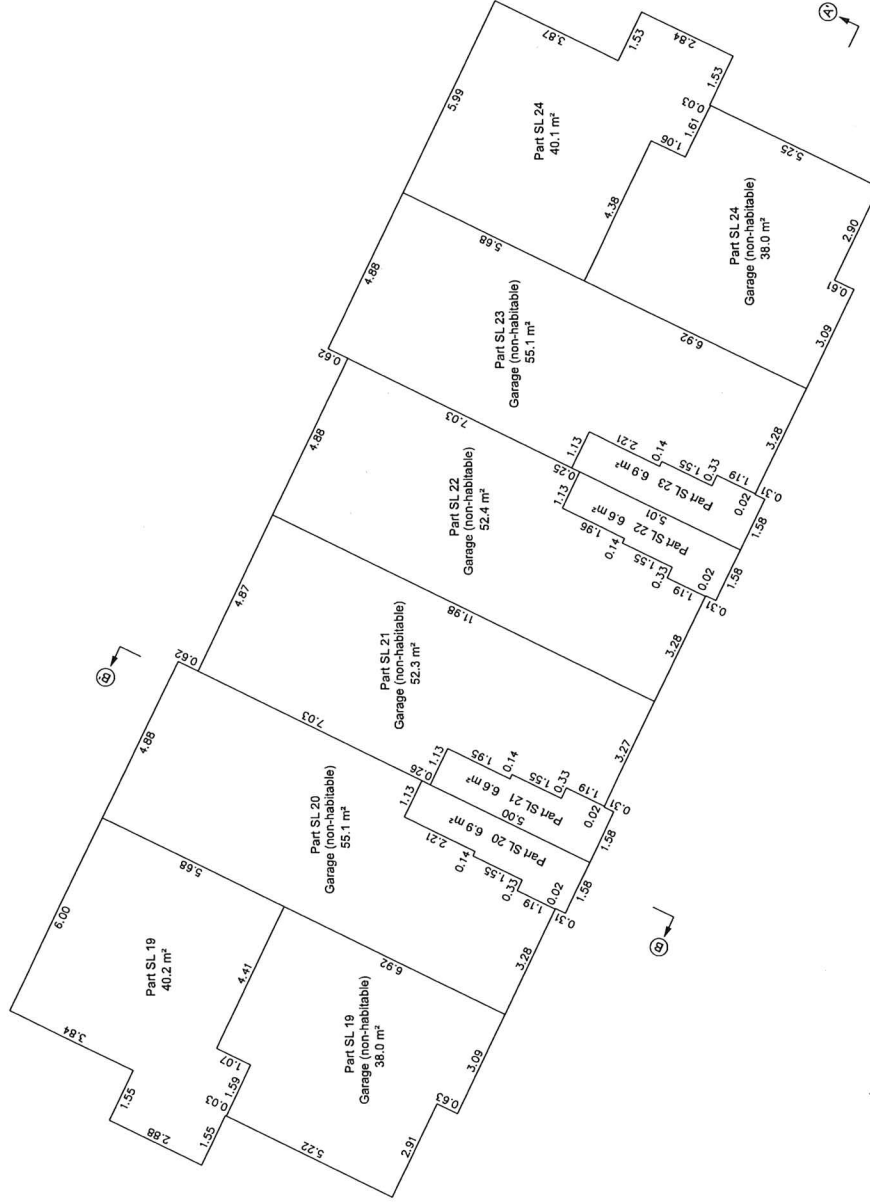 Part SL 19
40.2 m²
6.00
3.84
1.55
2.88
1.55
0.03
1.59
1.07
4.41
5.68
Part SL 19
Garage (non-habitable)
38.0 m²
5.22
2.91
0.63
3.09
6.92
Part SL 20
Garage (non-habitable)
55.1 m²
4.88
0.62
7.03
3.28
Part SL 20 6.9 m²
1.13
2.21
0.14
1.55
0.33
1.19
0.02
0.31
1.58
5.00
0.26
Part SL 21 6.6 m²
1.13
1.95
0.14
1.55
0.33
1.19
0.02
0.31
1.58
Part SL 21
Garage (non-habitable)
52.3 m²
4.87
11.98
3.27
Part SL 22
Garage (non-habitable)
52.4 m²
4.88
0.62
7.03
3.28
Part SL 22 6.6 m²
1.13
1.96
0.14
1.55
0.33
1.19
0.02
0.31
1.58
5.01
0.25
Part SL 23 6.9 m²
1.13
2.21
0.14
1.55
0.33
1.19
0.02
0.31
1.58
Part SL 23
Garage (non-habitable)
55.1 m²
4.88
5.68
6.92
3.28
Part SL 24
40.1 m²
5.99
3.87
1.53
2.84
1.53
0.03
1.61
1.06
4.38
Part SL 24
Garage (non-habitable)
38.0 m²
5.25
2.90
0.61
3.09
B'
B
A'